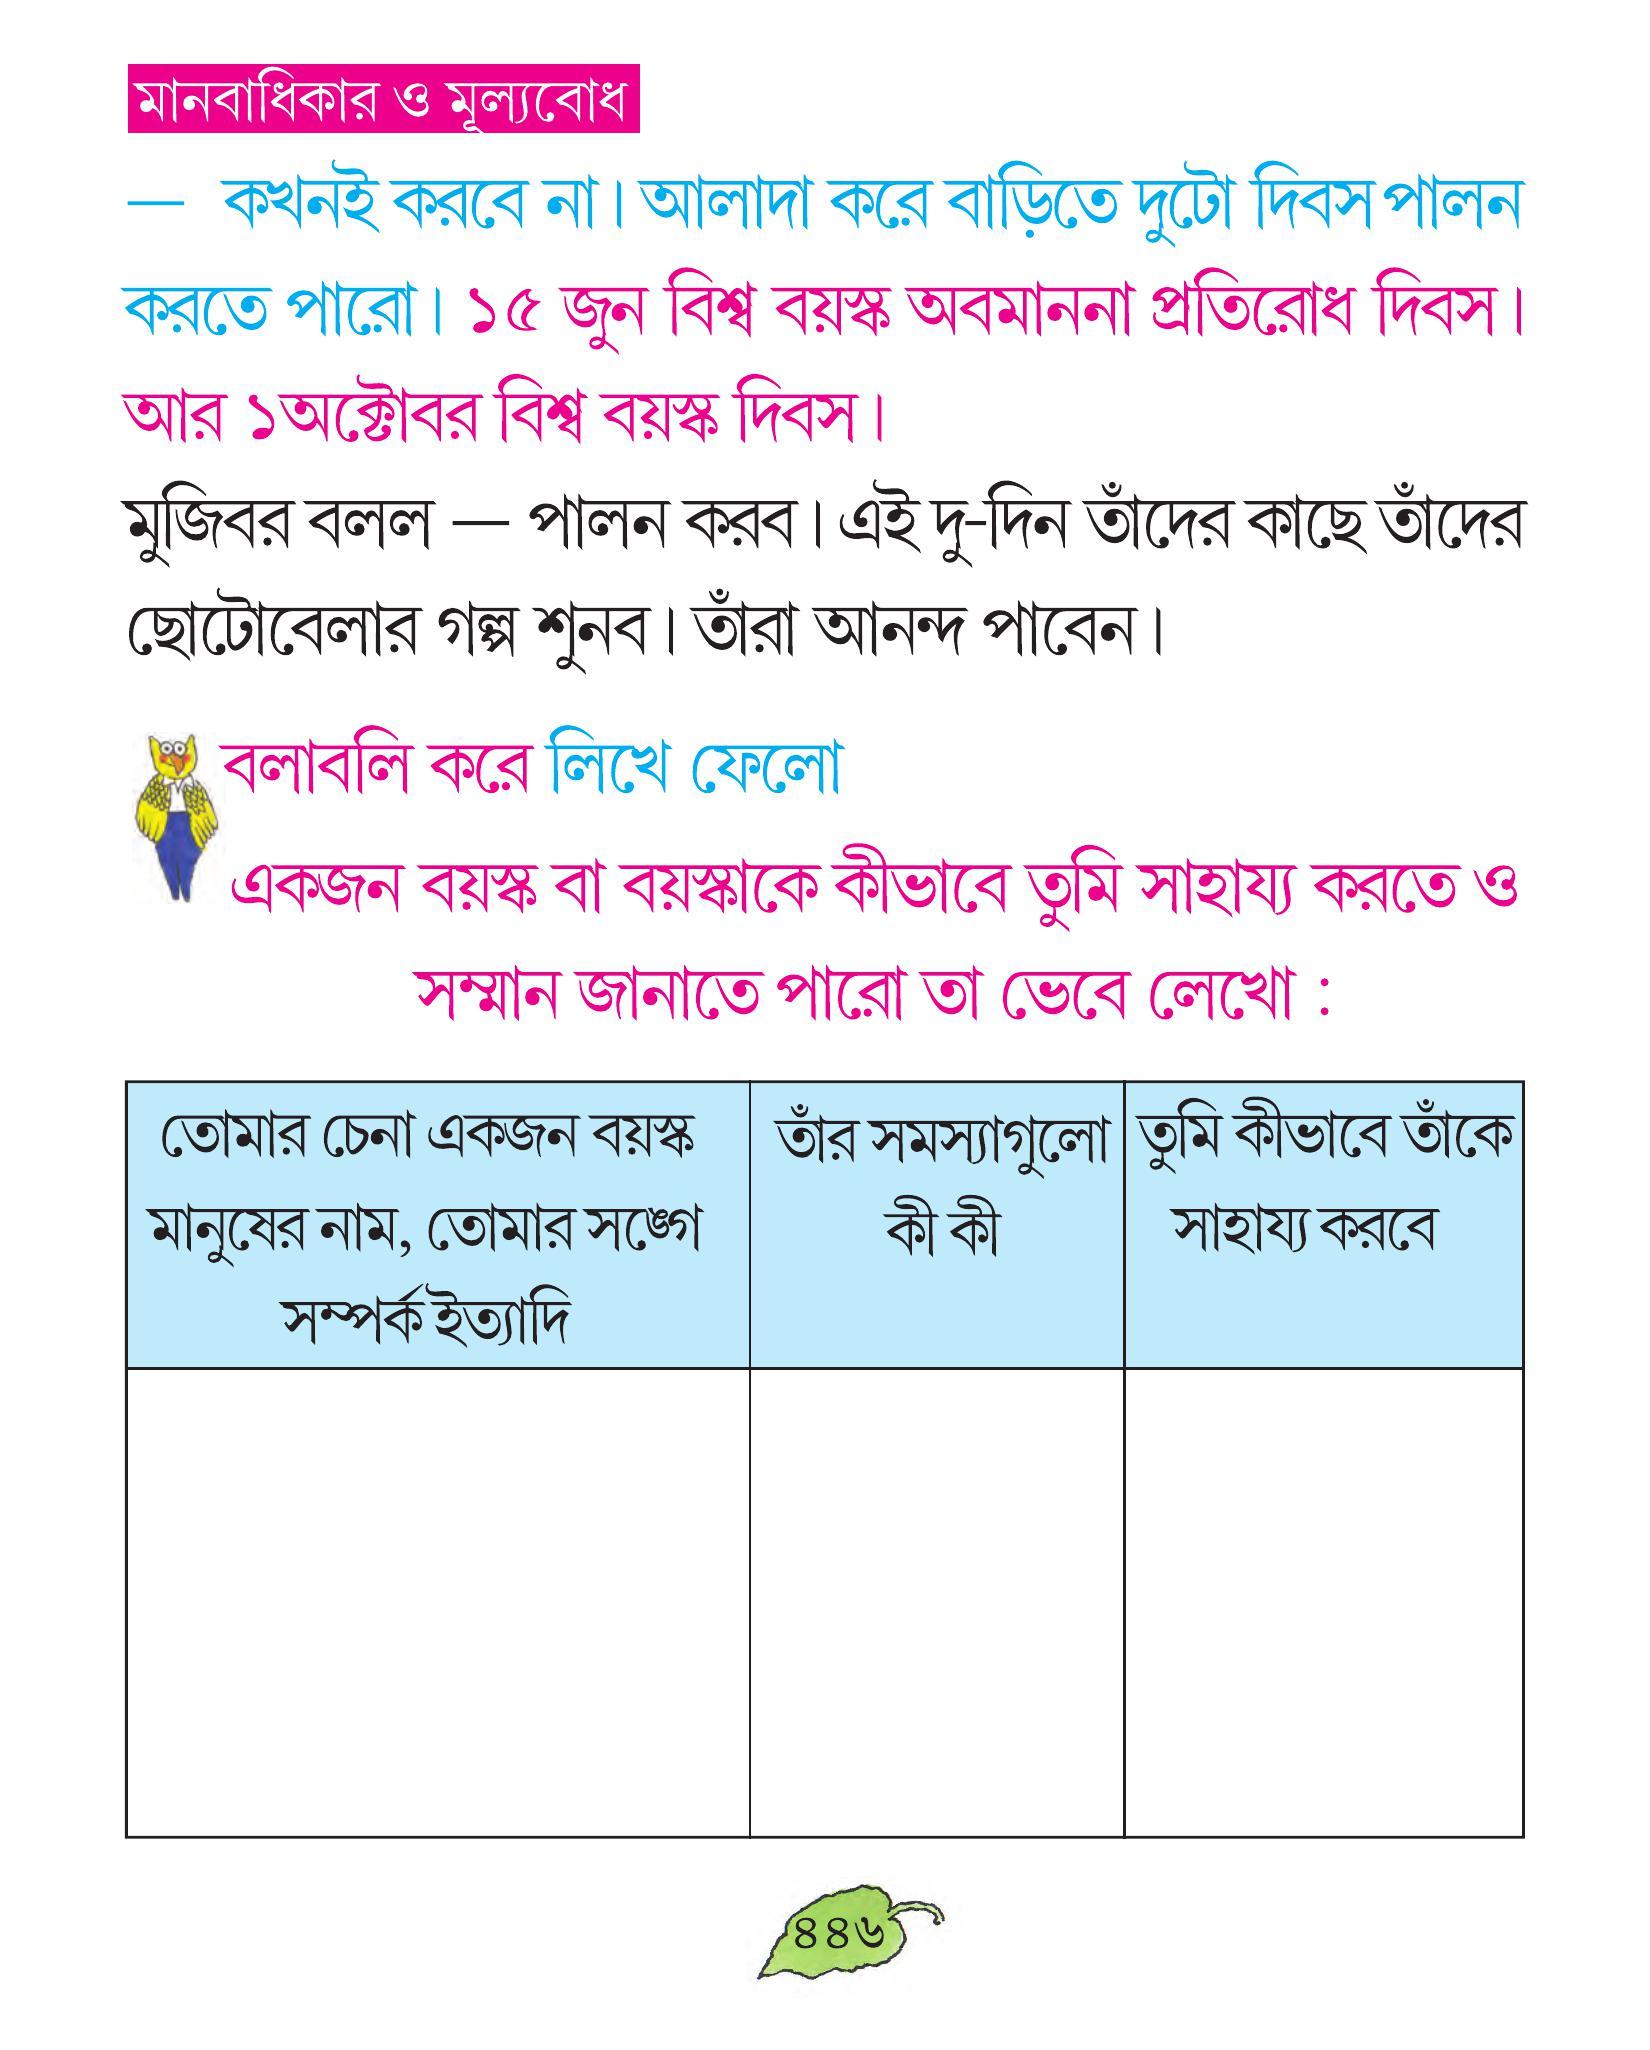 মানবাধিকার ও মূল্যবোধ
— কখনই করবে না। আলাদা করে বাড়িতে দুটো দিবস পালন
করতে পারো। ১৫ জুন বিশ্ব বয়স্ক অবমাননা প্রতিরোধ দিবস।
আর ১অক্টোবর বিশ্ব বয়স্ক দিবস।
মুজিবর বলল — পালন করব। এই দু-দিন তাঁদের কাছে তাঁদের
ছোটোবেলার গল্প শুনব। তাঁরা আনন্দ পাবেন।
বলাবলি করে লিখে ফেলো
একজন বয়স্ক বা বয়স্কাকে কীভাবে তুমি সাহায্য করতে ও
সম্মান জানাতে পারো তা ভেবে লেখো :
তোমার চেনা একজন বয়স্ক
মানুষের নাম, তোমার সঙ্গে
সম্পর্ক ইত্যাদি
তাঁর সমস্যাগুলো
কী কী
তুমি কীভাবে তাঁকে
সাহায্য করবে
৪৪৬